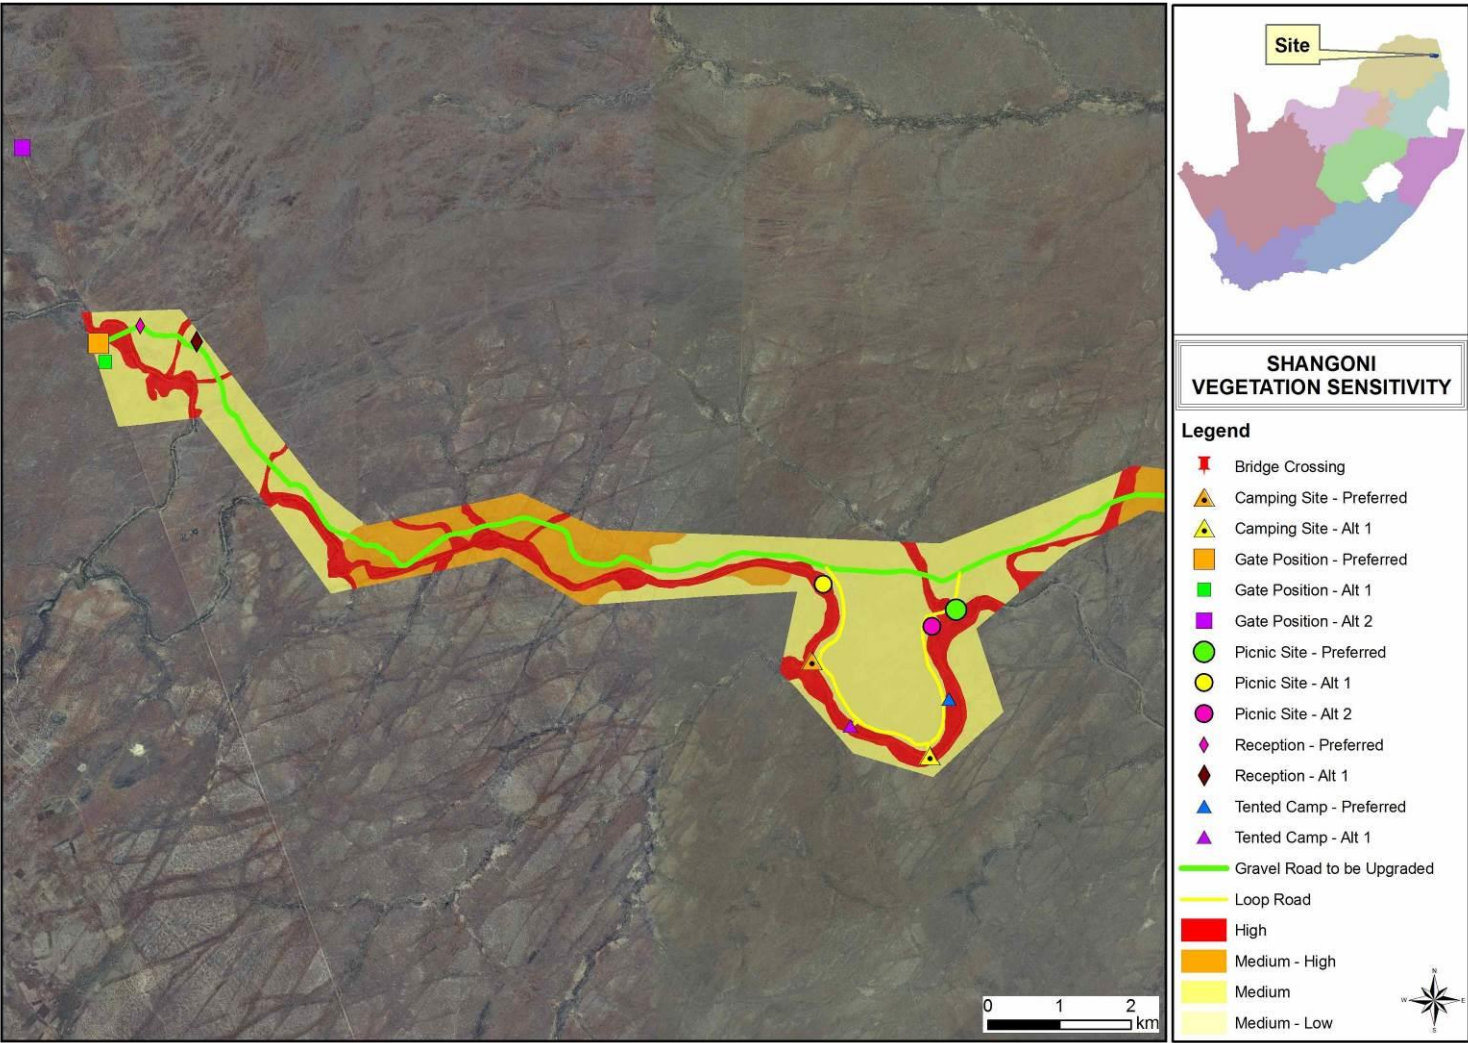 Site
SHANGONI
VEGETATION SENSITIVITY
Legend
Bridge Crossing
Camping Site - Preferred
Camping Site - Alt 1
Gate Position - Preferred
Gate Position - Alt 1
Gate Position - Alt 2
Picnic Site - Preferred
Picnic Site - Alt 1
Picnic Site - Alt 2
Reception - Preferred
Reception - Alt 1
Tented Camp - Preferred
Tented Camp - Alt 1
Gravel Road to be Upgraded
Loop Road
High
Medium - High
Medium
Medium - Low
N
W E
S
0 1 2
km